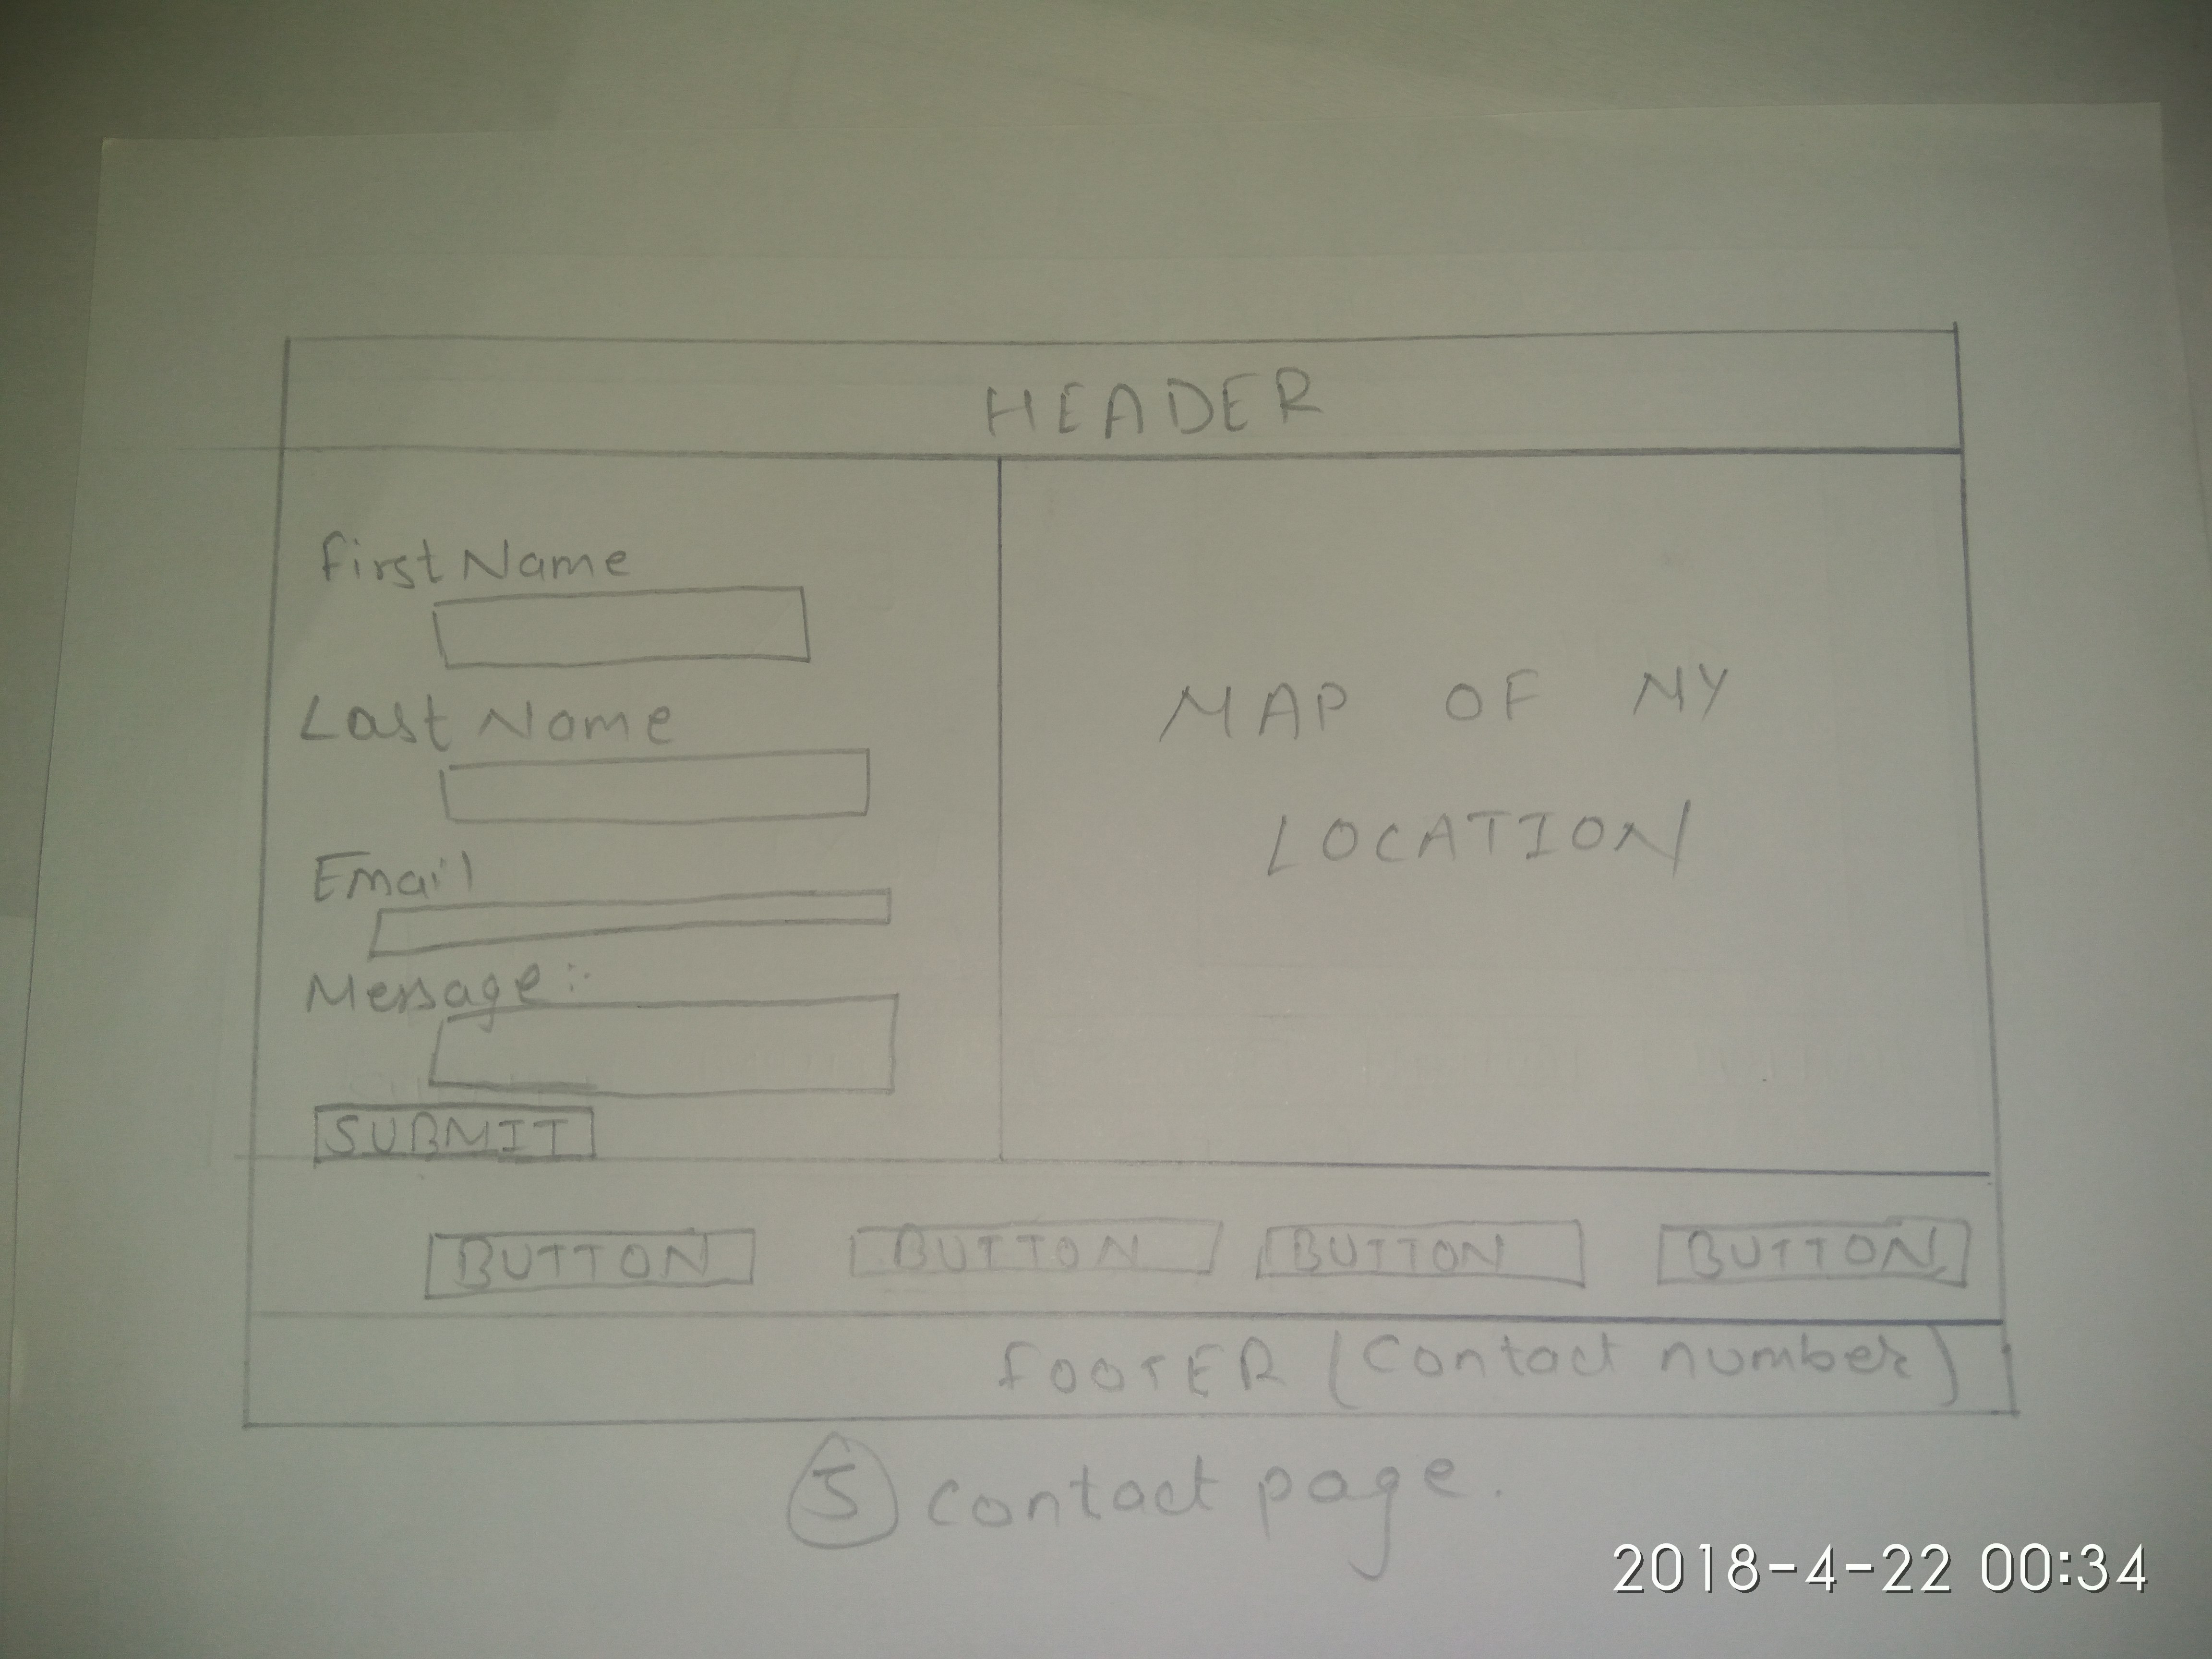 HEADER
First Name
Last Name
Email
Message:-
SUBMIT
MAP OF MY
LOCATION
BUTTON BUTTON BUTTON BUTTON
FOOTER (Contact number)
5 contact page.
2018-4-22 00:34